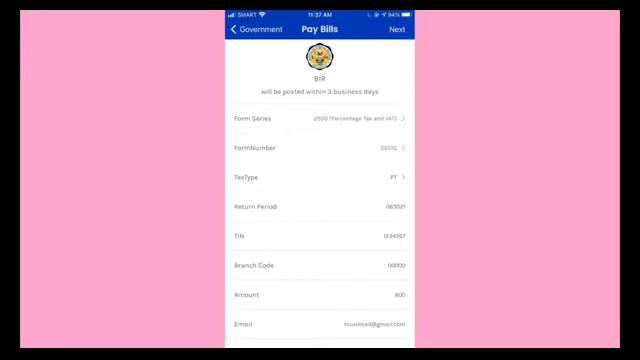 SMART 11:37 AM 94%
Government Pay Bills Next
BIR
will be posted within 3 business days
Form Series 2500 (Percentage Tax and VAT)
FormNumber 2551Q
TaxType PT
Return Period 063021
TIN 1234567
Branch Code 00000
Amount 600
Email Youremail@gmail.com